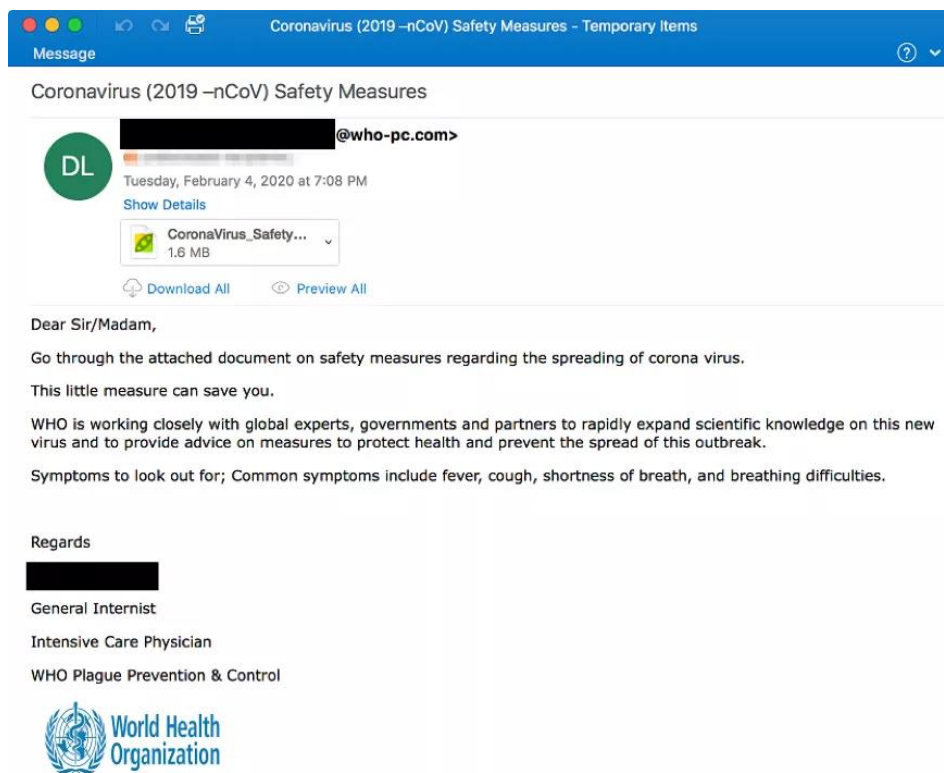 Coronavirus (2019 –nCoV) Safety Measures - Temporary Items
Message
Coronavirus (2019 –nCoV) Safety Measures
@who-pc.com>
DL
Tuesday, February 4, 2020 at 7:08 PM
Show Details
CoronaVirus_Safety...
1.6 MB
Download All Preview All
Dear Sir/Madam,
Go through the attached document on safety measures regarding the spreading of corona virus.
This little measure can save you.
WHO is working closely with global experts, governments and partners to rapidly expand scientific knowledge on this new
virus and to provide advice on measures to protect health and prevent the spread of this outbreak.
Symptoms to look out for; Common symptoms include fever, cough, shortness of breath, and breathing difficulties.
Regards
General Internist
Intensive Care Physician
WHO Plague Prevention & Control
World Health
Organization